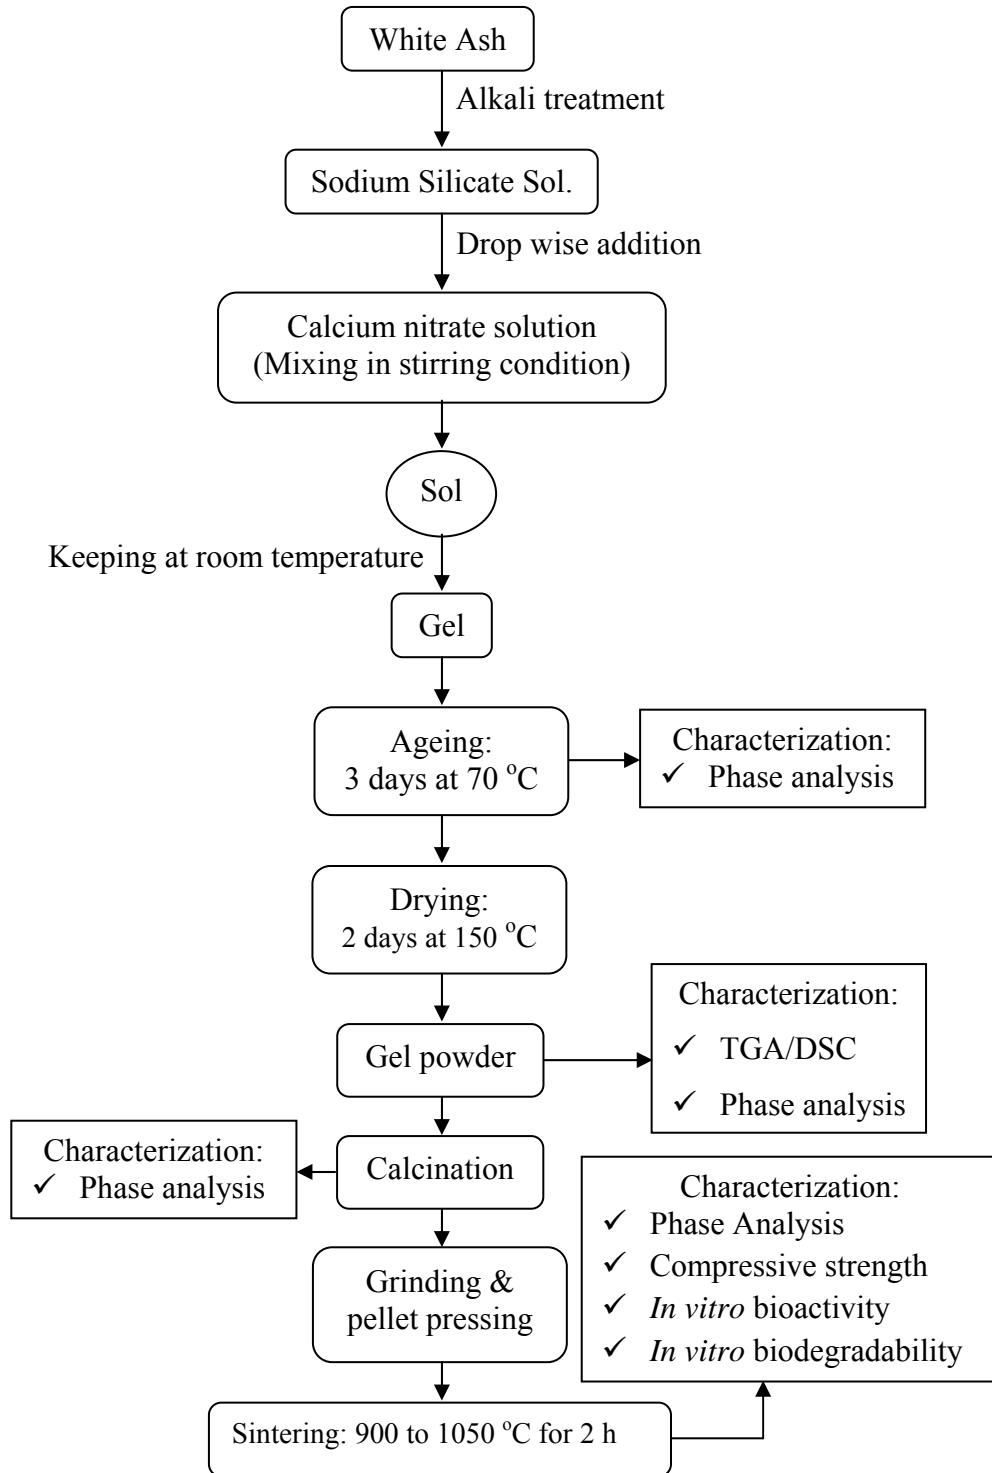 White Ash
Alkali treatment
Sodium Silicate Sol.
Drop wise addition
Calcium nitrate solution
(Mixing in stirring condition)
Sol
Keeping at room temperature
Gel
Ageing:
3 days at 70 °C
Characterization:
✓ Phase analysis
Drying:
2 days at 150 °C
Gel powder
Characterization:
✓ TGA/DSC
✓ Phase analysis
Calcination
Characterization:
✓ Phase analysis
Grinding &
pellet pressing
Sintering: 900 to 1050 °C for 2 h
Characterization:
✓ Phase Analysis
✓ Compressive strength
✓ In vitro bioactivity
✓ In vitro biodegradability